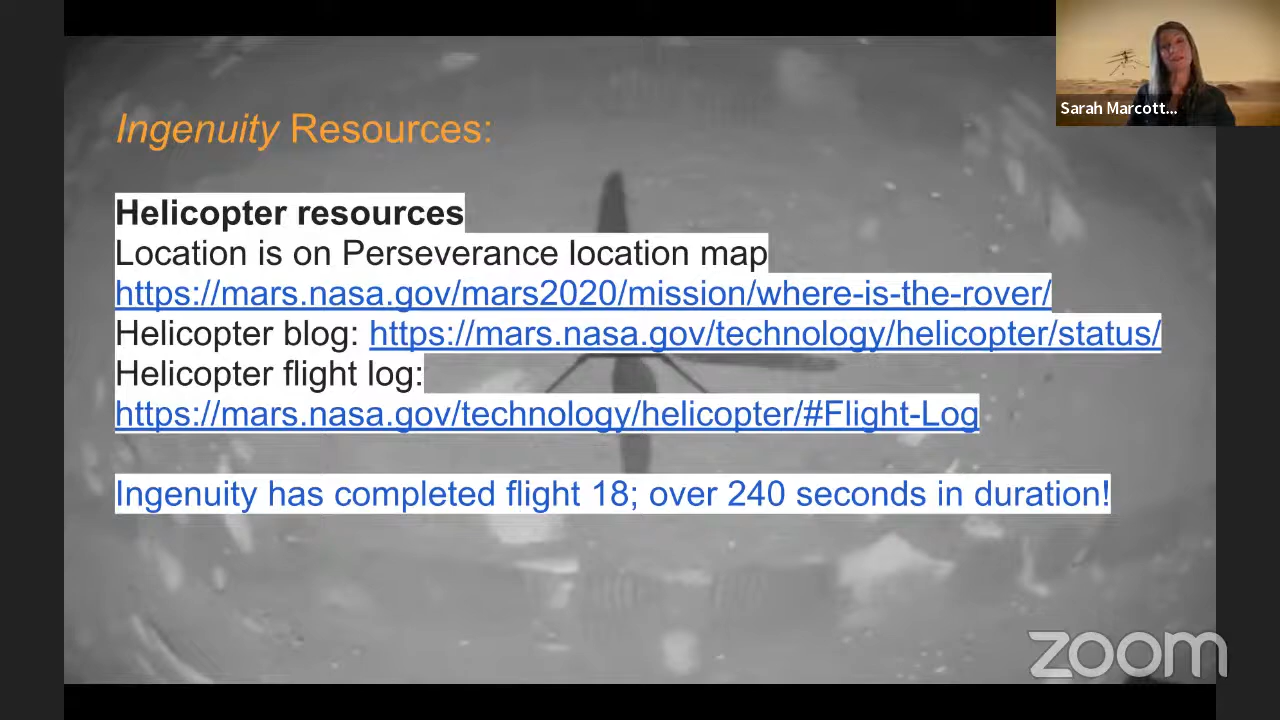 Ingenuity Resources:
Sarah Marcott...
Helicopter resources
Location is on Perseverance location map
https://mars.nasa.gov/mars2020/mission/where-is-the-rover/
Helicopter blog: https://mars.nasa.gov/technology/helicopter/status/
Helicopter flight log:
https://mars.nasa.gov/technology/helicopter/#Flight-Log
Ingenuity has completed flight 18; over 240 seconds in duration!
zoom